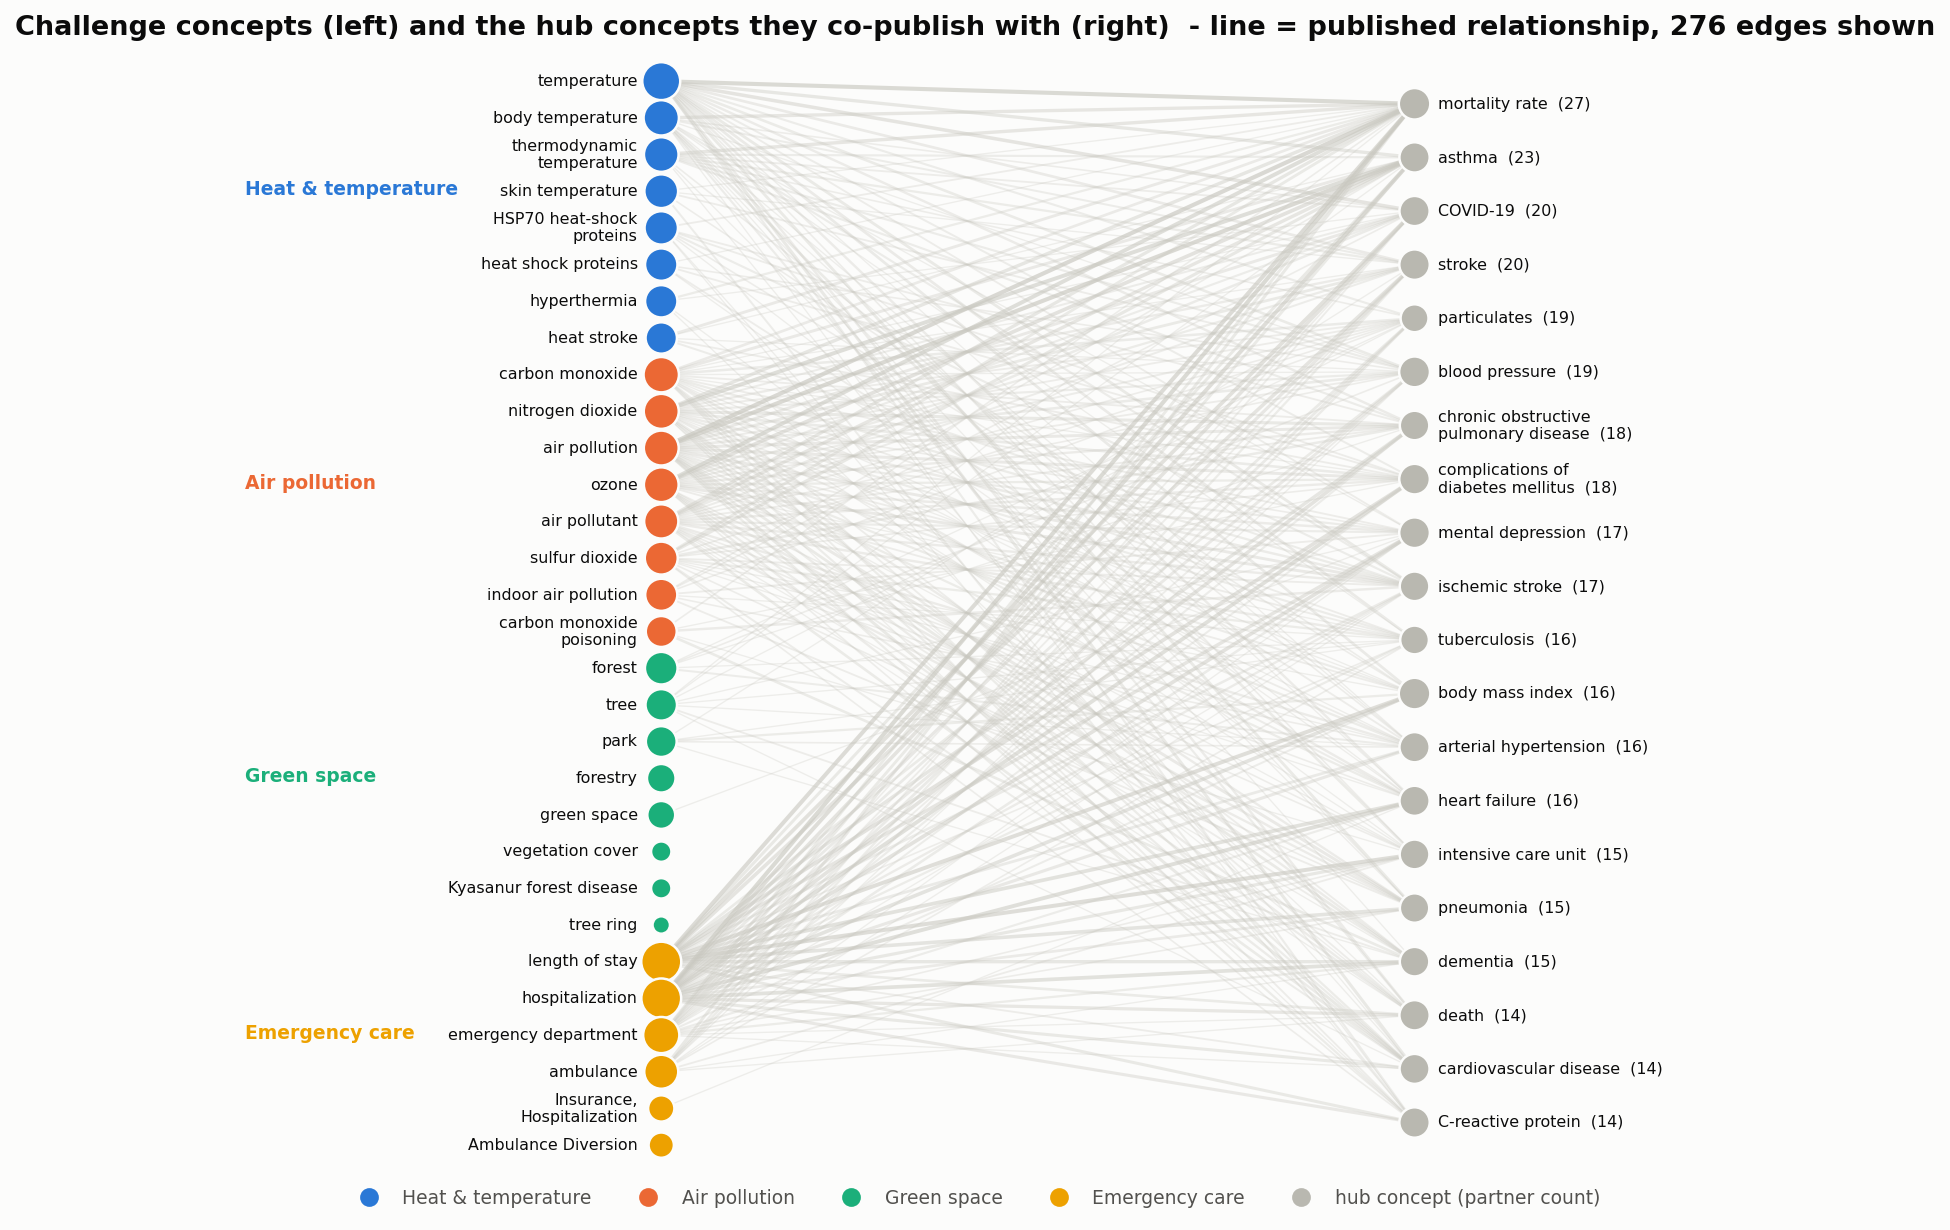 Challenge concepts (left) and the hub concepts they co-publish with (right)  - line = published relationship, 276 edges shown
Heat & temperature
temperature
body temperature
thermodynamic
temperature
skin temperature
HSP70 heat-shock
proteins
heat shock proteins
hyperthermia
heat stroke
Air pollution
carbon monoxide
nitrogen dioxide
air pollution
ozone
air pollutant
sulfur dioxide
indoor air pollution
carbon monoxide
poisoning
Green space
forest
tree
park
forestry
green space
vegetation cover
Kyasanur forest disease
tree ring
Emergency care
length of stay
hospitalization
emergency department
ambulance
Insurance,
Hospitalization
Ambulance Diversion
mortality rate  (27)
asthma  (23)
COVID-19  (20)
stroke  (20)
particulates  (19)
blood pressure  (19)
chronic obstructive
pulmonary disease  (18)
complications of
diabetes mellitus  (18)
mental depression  (17)
ischemic stroke  (17)
tuberculosis  (16)
body mass index  (16)
arterial hypertension  (16)
heart failure  (16)
intensive care unit  (15)
pneumonia  (15)
dementia  (15)
death  (14)
cardiovascular disease  (14)
C-reactive protein  (14)
Heat & temperature
Air pollution
Green space
Emergency care
hub concept (partner count)